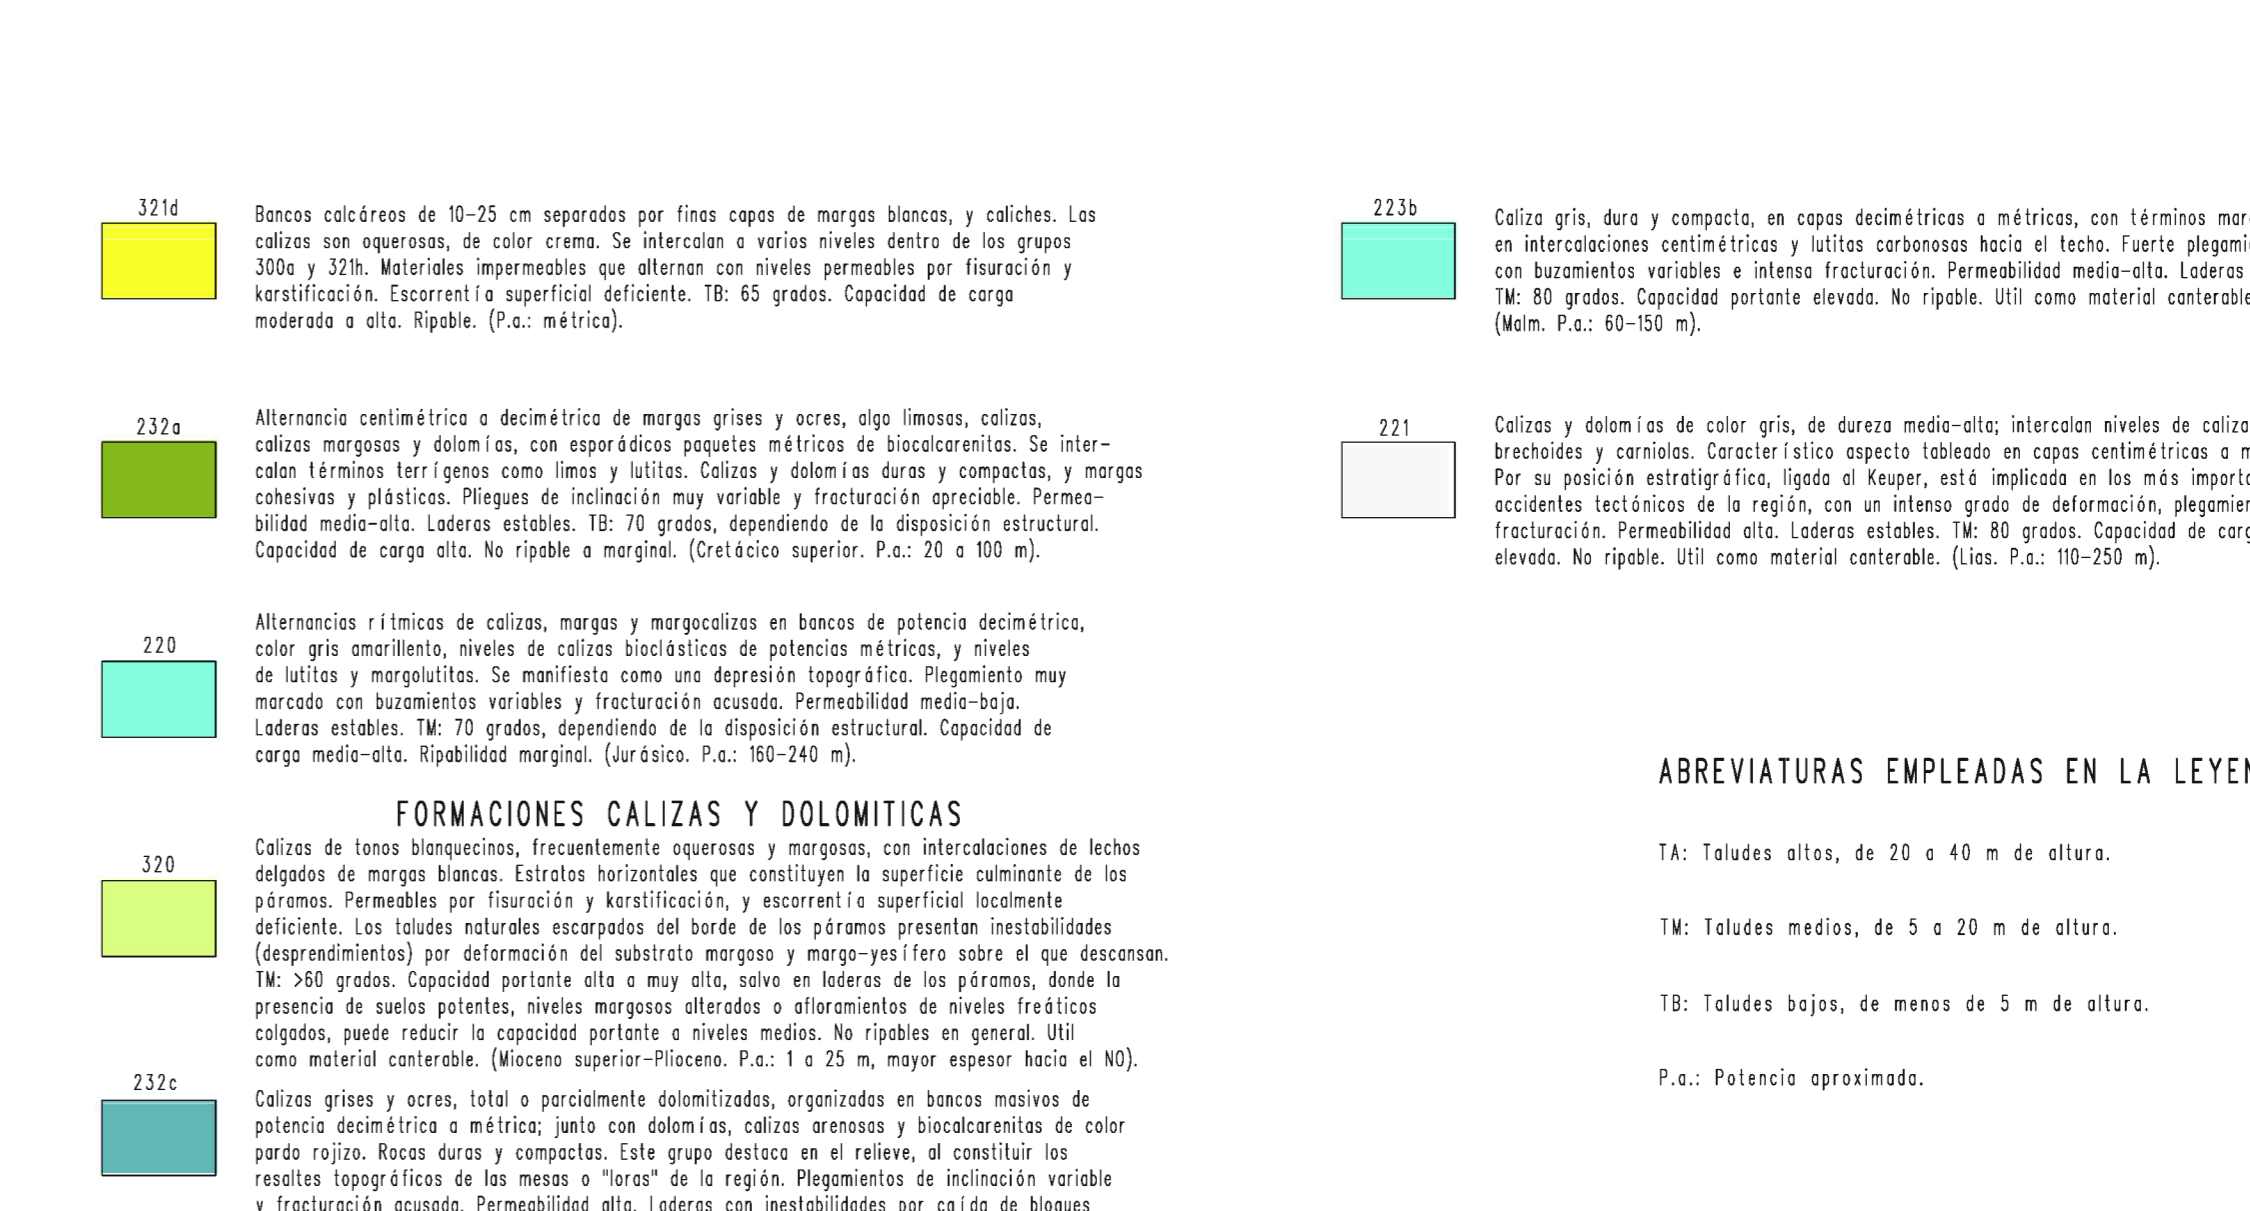 321d
Bancos calcáreos de 10-25 cm separados por finas capas de margas blancas, y caliches. Las
calizas son oquerosas, de color crema. Se intercalan a varios niveles dentro de los grupos
300a y 321h. Materiales impermeables que alternan con niveles permeables por fisuración y
karstificación. Escorrentía superficial deficiente. TB: 65 grados. Capacidad de carga
moderada a alta. Ripable. (P.a.: métrica).
232a
Alternancia centimétrica a decimétrica de margas grises y ocres, algo limosas, calizas,
calizas margosas y dolomías, con esporádicos paquetes métricos de biocalcarenitas. Se inter-
calan términos terrígenos como limos y lutitas. Calizas y dolomías duras y compactas, y margas
cohesivas y plásticas. Pliegues de inclinación muy variable y fracturación apreciable. Permea-
bilidad media-alta. Laderas estables. TB: 70 grados, dependiendo de la disposición estructural.
Capacidad de carga alta. No ripable a marginal. (Cretácico superior. P.a.: 20 a 100 m).
220
Alternancias rítmicas de calizas, margas y margocalizas en bancos de potencia decimétrica,
color gris amarillento, niveles de calizas bioclásticas de potencias métricas, y niveles
de lutitas y margolutitas. Se manifiesta como una depresión topográfica. Plegamiento muy
marcado con buzamientos variables y fracturación acusada. Permeabilidad media-baja.
Laderas estables. TM: 70 grados, dependiendo de la disposición estructural. Capacidad de
carga media-alta. Ripabilidad marginal. (Jurásico. P.a.: 160-240 m).
FORMACIONES CALIZAS Y DOLOMITICAS
320
Calizas de tonos blanquecinos, frecuentemente oquerosas y margosas, con intercalaciones de lechos
delgados de margas blancas. Estratos horizontales que constituyen la superficie culminante de los
páramos. Permeables por fisuración y karstificación, y escorrentía superficial localmente
deficiente. Los taludes naturales escarpados del borde de los páramos presentan inestabilidades
(desprendimientos) por deformación del substrato margoso y margo-yesífero sobre el que descansan.
TM: >60 grados. Capacidad portante alta a muy alta, salvo en laderas de los páramos, donde la
presencia de suelos potentes, niveles margosos alterados o afloramientos de niveles freáticos
colgados, puede reducir la capacidad portante a niveles medios. No ripables en general. Util
como material canterable. (Mioceno superior-Plioceno. P.a.: 1 a 25 m, mayor espesor hacia el NO).
232c
Calizas grises y ocres, total o parcialmente dolomitizadas, organizadas en bancos masivos de
potencia decimétrica a métrica; junto con dolomías, calizas arenosas y biocalcarenitas de color
pardo rojizo. Rocas duras y compactas. Este grupo destaca en el relieve, al constituir los
resaltes topográficos de las mesas o "loras" de la región. Plegamientos de inclinación variable
y fracturación acusada. Permeabilidad alta. Laderas con inestabilidades por caída de bloques
223b
Caliza gris, dura y compacta, en capas decimétricas a métricas, con términos mar
en intercalaciones centimétricas y lutitas carbonosas hacia el techo. Fuerte plegami
con buzamientos variables e intensa fracturación. Permeabilidad media-alta. Laderas
TM: 80 grados. Capacidad portante elevada. No ripable. Util como material canterable
(Malm. P.a.: 60-150 m).
221
Calizas y dolomías de color gris, de dureza media-alta; intercalan niveles de caliza
brechoides y carniolas. Característico aspecto tableado en capas centimétricas a m
Por su posición estratigráfica, ligada al Keuper, está implicada en los más importa
accidentes tectónicos de la región, con un intenso grado de deformación, plegamien
fracturación. Permeabilidad alta. Laderas estables. TM: 80 grados. Capacidad de carg
elevada. No ripable. Util como material canterable. (Lias. P.a.: 110-250 m).
ABREVIATURAS EMPLEADAS EN LA LEYEN
TA: Taludes altos, de 20 a 40 m de altura.
TM: Taludes medios, de 5 a 20 m de altura.
TB: Taludes bajos, de menos de 5 m de altura.
P.a.: Potencia aproximada.